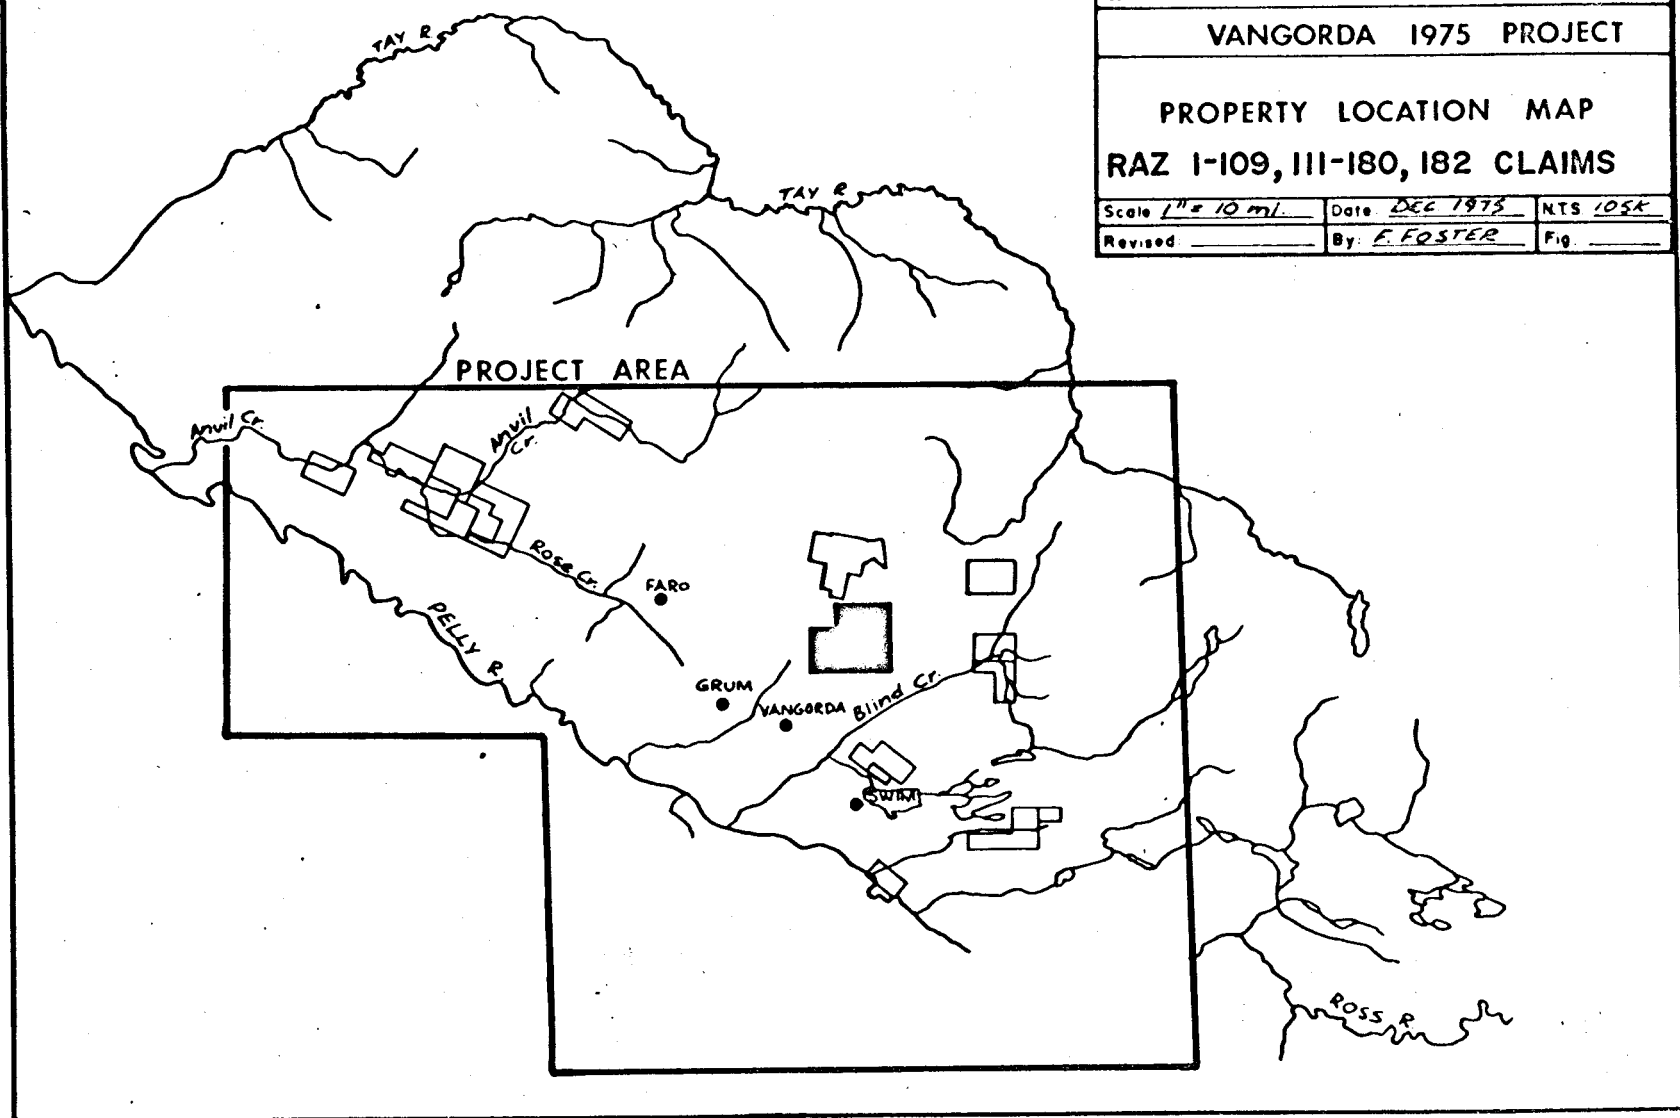 VANGORDA 1975 PROJECT
PROPERTY LOCATION MAP
RAZ 1-109, 111-180, 182 CLAIMS
Scale 1" = 10 mi. Date DEC 1975 N.T.S. 105K
Revised: By: F. FOSTER Fig.
TAY R.
TAY R.
PROJECT AREA
Anvil Cr.
Anvil Cr.
Rose Cr.
FARO
PELLY R.
GRUM
VANGORDA
Blind Cr.
SWIM
ROSS R.